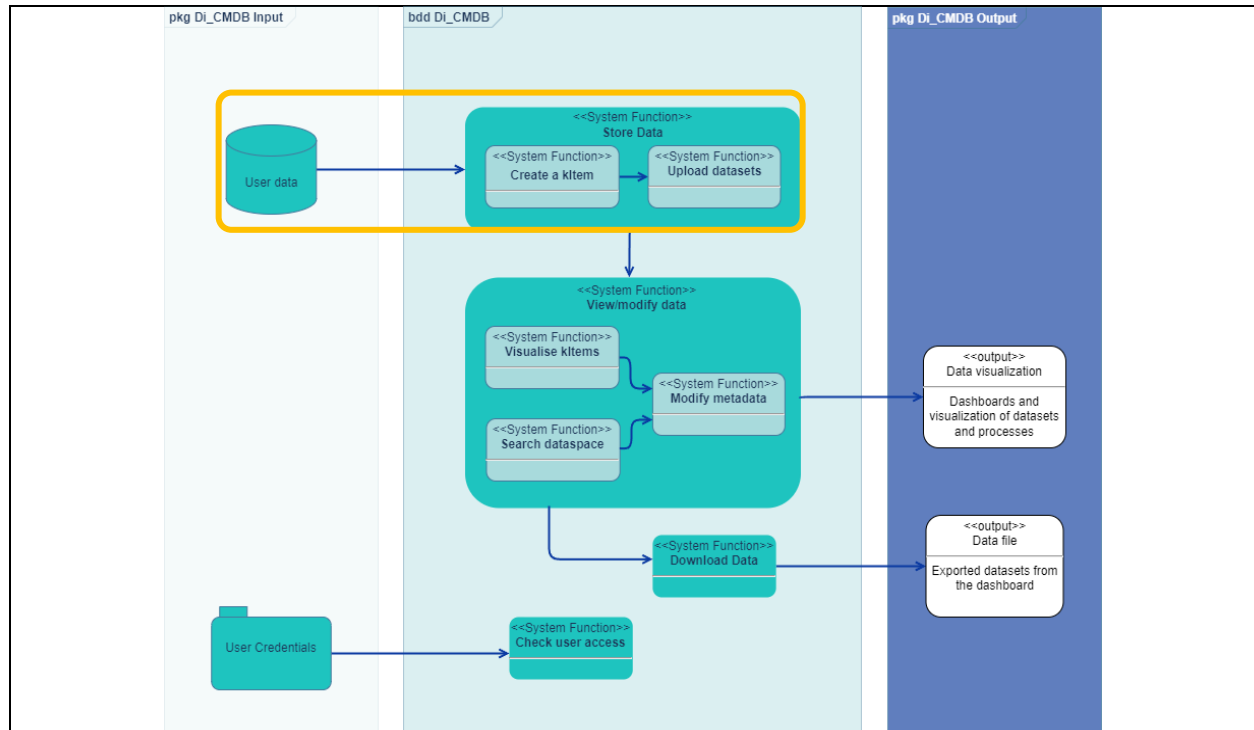 pkg Di_CMDB Input
bdd Di_CMDB
pkg Di_CMDB Output
User data
<<System Function>>
Store Data
<<System Function>>
Create a kItem
<<System Function>>
Upload datasets
<<System Function>>
View/modify data
<<System Function>>
Visualise kItems
<<System Function>>
Modify metadata
<<System Function>>
Search dataspace
<<output>>
Data visualization
Dashboards and
visualization of datasets
and processes
<<System Function>>
Download Data
<<output>>
Data file
Exported datasets from
the dashboard
User Credentials
<<System Function>>
Check user access